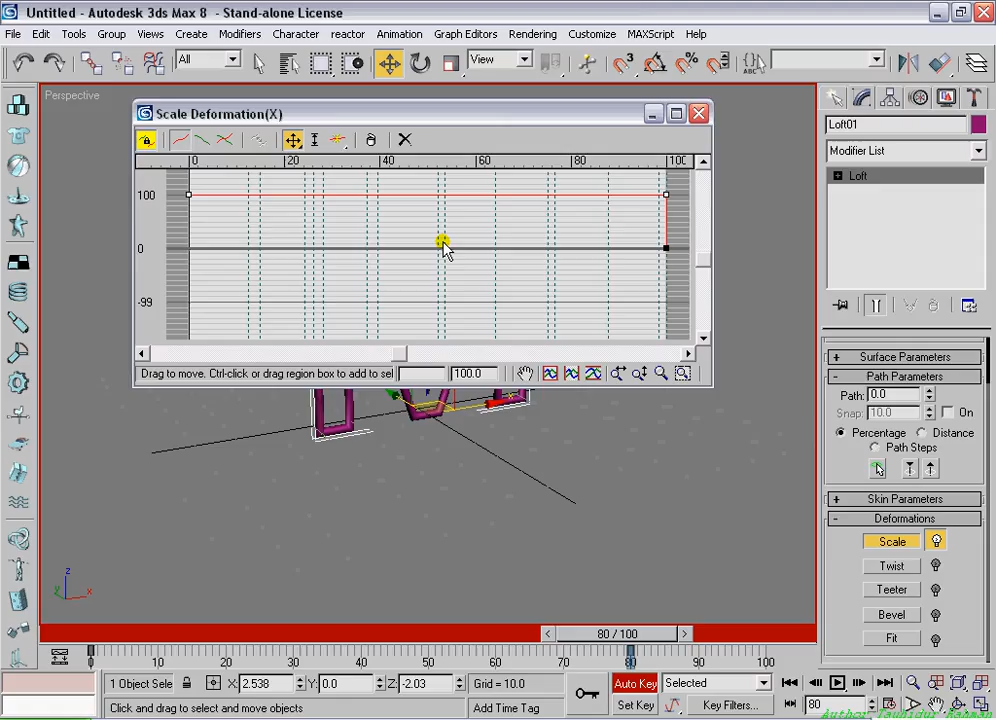 Untitled - Autodesk 3ds Max 8 - Stand-alone License
File Edit Tools Group Views Create Modifiers Character reactor Animation Graph Editors Rendering Customize MAXScript Help
All
View
Perspective
Scale Deformation(X)
0 20 40 60 80 100
100
0
-99
Drag to move. Ctrl-click or drag region box to add to sel
100.0
Loft01
Modifier List
Loft
+ Surface Parameters
- Path Parameters
Path: 0.0
Snap: 10.0 On
Percentage Distance
Path Steps
+ Skin Parameters
- Deformations
Scale
Twist
Teeter
Bevel
Fit
< 80 / 100 >
0 10 20 30 40 50 60 70 80 90 100
1 Object Sele X: 2.538 Y: 0.0 Z: -2.03 Grid = 10.0
Auto Key Selected
Click and drag to select and move objects Add Time Tag
Set Key Key Filters... 80
Author Tauhidur Rahman